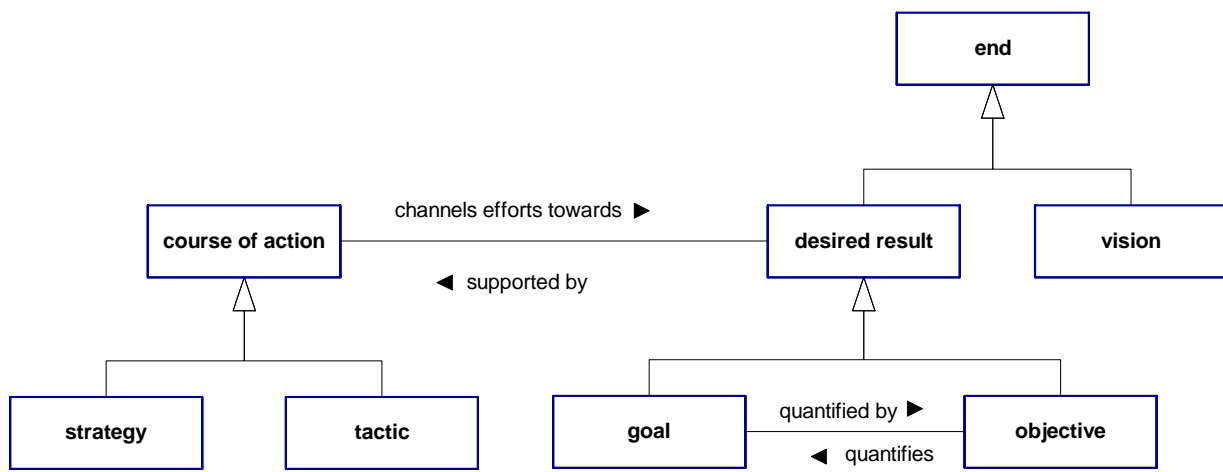 end
channels efforts towards ►
course of action
desired result
vision
◄ supported by
strategy
tactic
goal
quantified by ►
objective
◄ quantifies